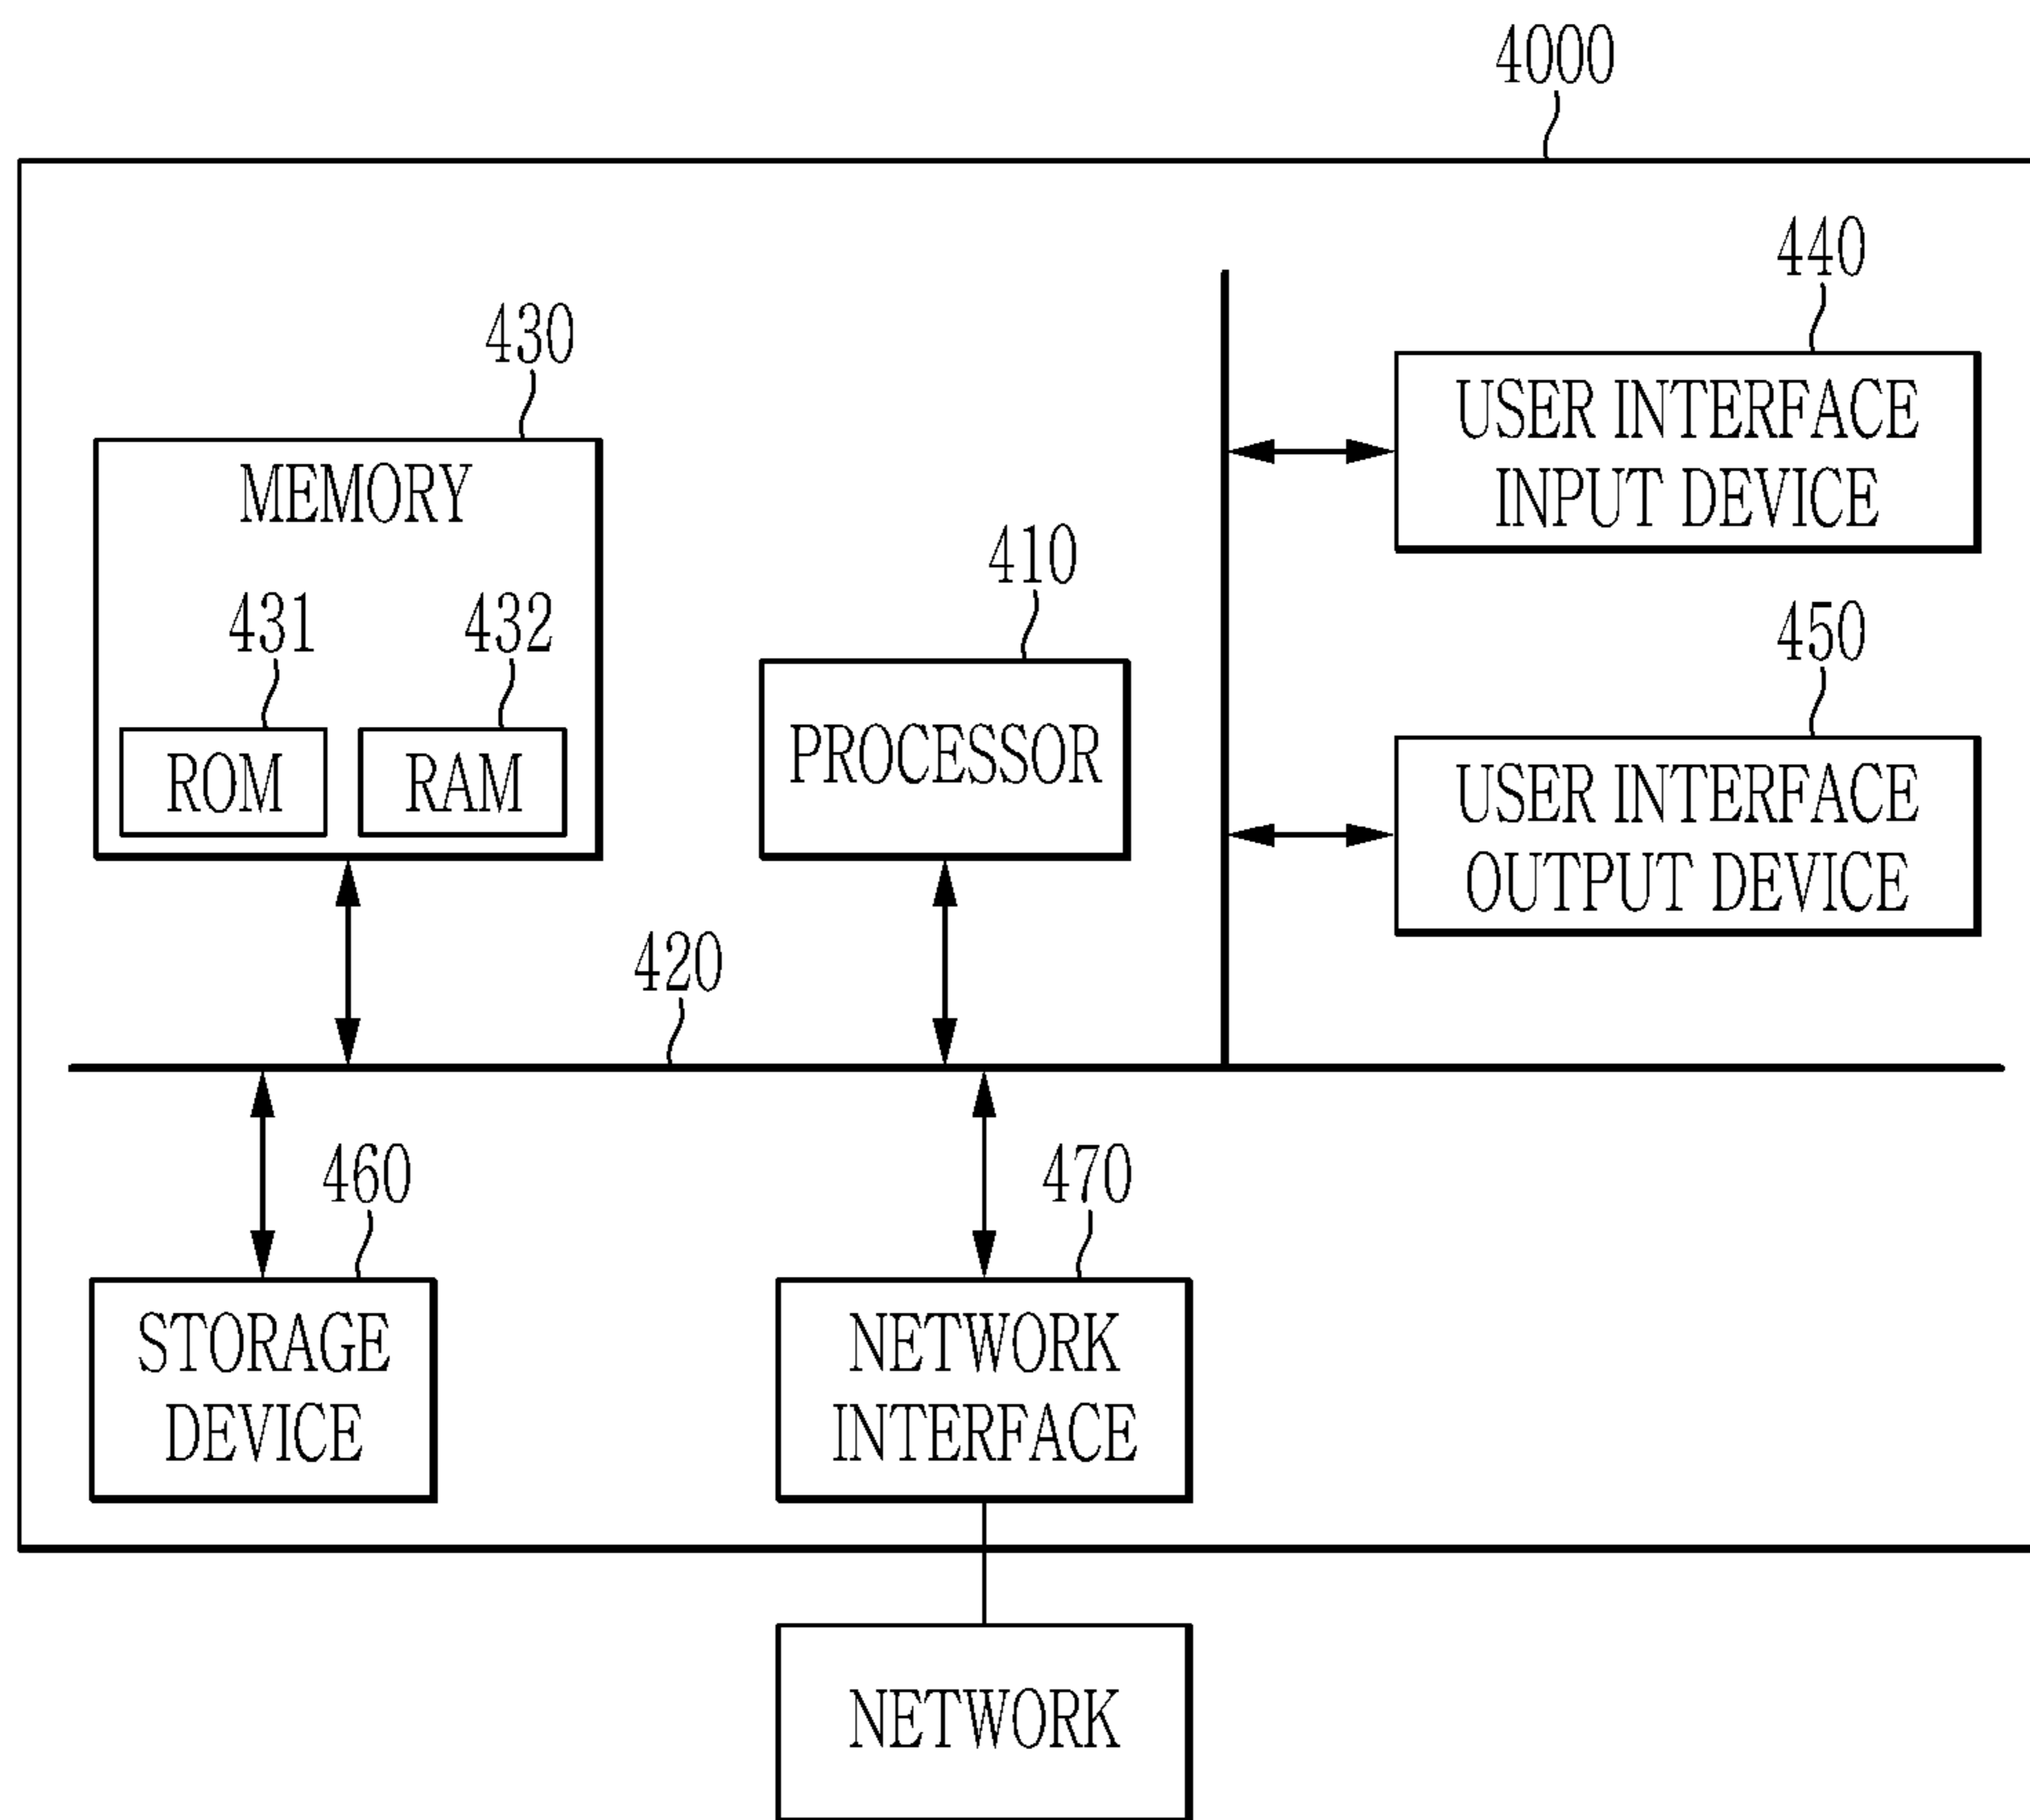 4000
430
MEMORY
431
432
ROM
RAM
410
PROCESSOR
440
USER INTERFACE
INPUT DEVICE
450
USER INTERFACE
OUTPUT DEVICE
420
460
STORAGE
DEVICE
470
NETWORK
INTERFACE
NETWORK